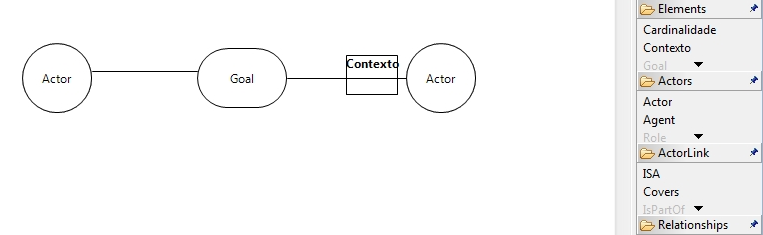 Actor
Goal
Contexto
Actor
Elements
Cardinalidade
Contexto
Goal
Actors
Actor
Agent
Role
ActorLink
ISA
Covers
IsPartOf
Relationships